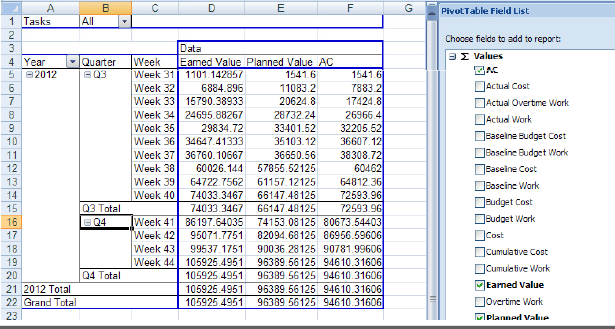 A B C D E F G
1 Tasks All
2
3 Data
4 Year Quarter Week Earned Value Planned Value AC
5 2012 Q3 Week 31 1101.142857 1541.6 1541.6
6 Week 32 6884.896 11083.2 7883.2
7 Week 33 15790.38933 20624.8 17424.8
8 Week 34 24695.88267 28732.24 26966.4
9 Week 35 29834.72 33401.52 32205.52
10 Week 36 34647.41333 35103.12 36607.12
11 Week 37 36760.10667 36650.56 38308.72
12 Week 38 60026.144 57855.52125 60462
13 Week 39 64722.7562 61157.12125 64812.36
14 Week 40 74033.3467 66147.48125 72593.96
15 Q3 Total 74033.3467 66147.48125 72593.96
16 Q4 Week 41 86197.64035 74153.08125 80673.54403
17 Week 42 95071.7751 82094.68125 86956.59606
18 Week 43 99537.1751 90036.28125 90781.99606
19 Week 44 105925.4951 96389.56125 94610.31606
20 Q4 Total 105925.4951 96389.56125 94610.31606
21 2012 Total 105925.4951 96389.56125 94610.31606
22 Grand Total 105925.4951 96389.56125 94610.31606
23
PivotTable Field List
Choose fields to add to report:
Σ Values
AC
Actual Cost
Actual Overtime Work
Actual Work
Baseline Budget Cost
Baseline Budget Work
Baseline Cost
Baseline Work
Budget Cost
Budget Work
Cost
Cumulative Cost
Cumulative Work
Earned Value
Overtime Work
Planned Value